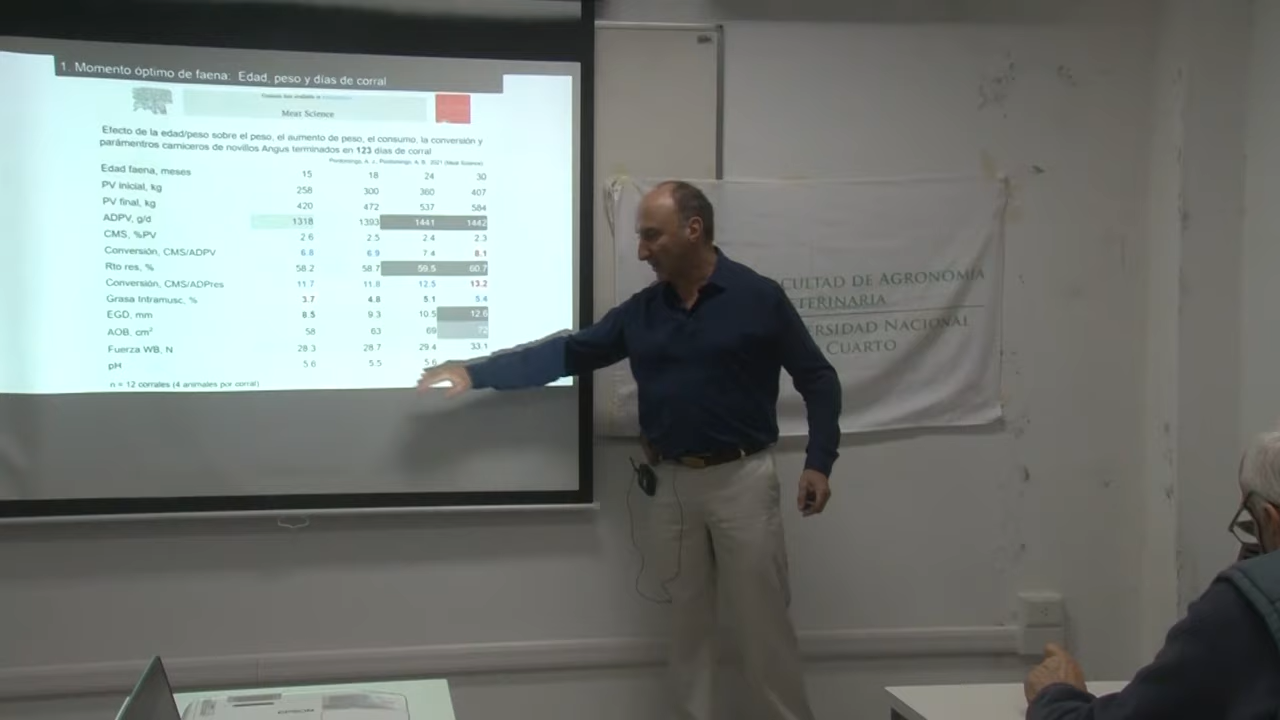 1. Momento óptimo de faena: Edad, peso y días de corral
Meat Science
Efecto de la edad/peso sobre el peso, el aumento de peso, el consumo, la conversión y
parámentros carniceros de novillos Angus terminados en 123 días de corral
2021 (Meat Science)
Edad faena, meses 15 18 24 30
PV inicial, kg 258 300 360 407
PV final, kg 420 472 537 584
ADPV, g/d 1318 1393 1441 1442
CMS, %PV 2.6 2.5 2.4 2.3
Conversión, CMS/ADPV 6.8 6.9 7.4 8.1
Rto res, % 58.2 58.7 59.5 60.7
Conversión, CMS/ADPres 11.7 11.8 12.5 13.2
Grasa Intramusc, % 3.7 4.8 5.1 5.4
EGD, mm 8.5 9.3 10.5 12.6
AOB, cm² 58 63 69 72
Fuerza WB, N 28.3 28.7 29.4 33.1
pH 5.6 5.5 5.6
n = 12 corrales (4 animales por corral)
CULTAD DE AGRONOMÍA
TERINARIA
ERSIDAD NACIONAL
CUARTO
EPSON